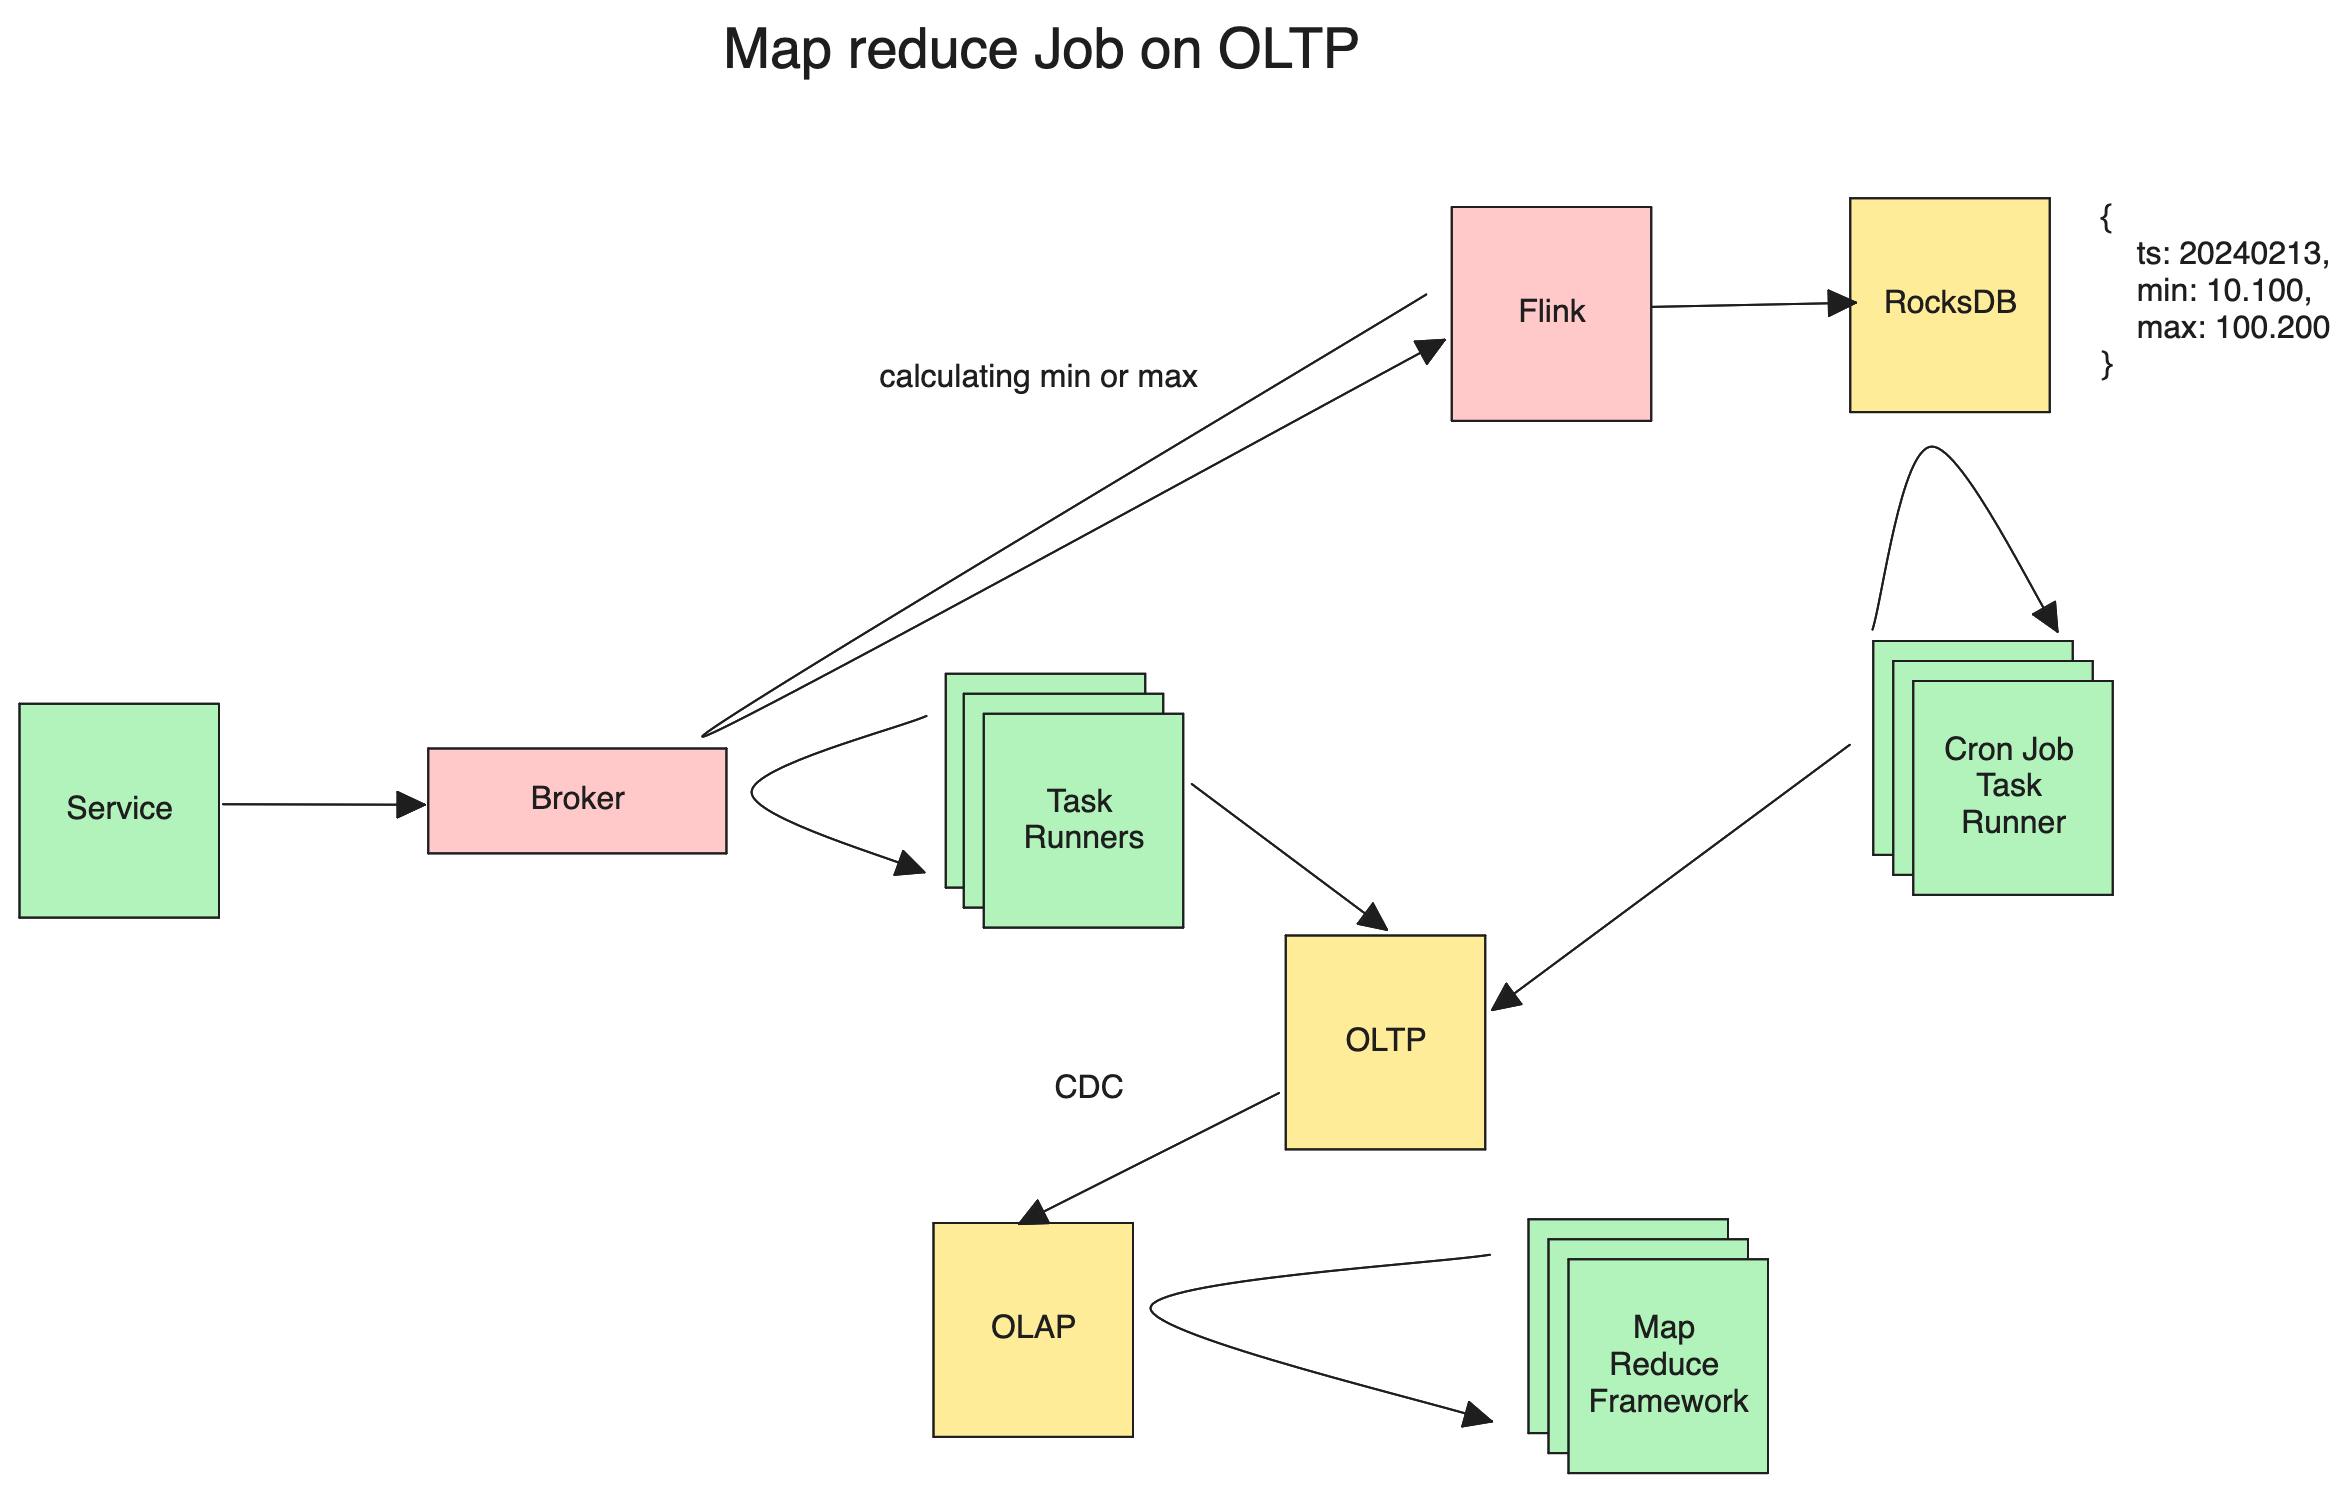 Map reduce Job on OLTP
{
ts: 20240213,
min: 10.100,
max: 100.200
}
Flink
RocksDB
calculating min or max
Service
Broker
Task
Runners
Cron Job
Task
Runner
OLTP
CDC
OLAP
Map
Reduce
Framework